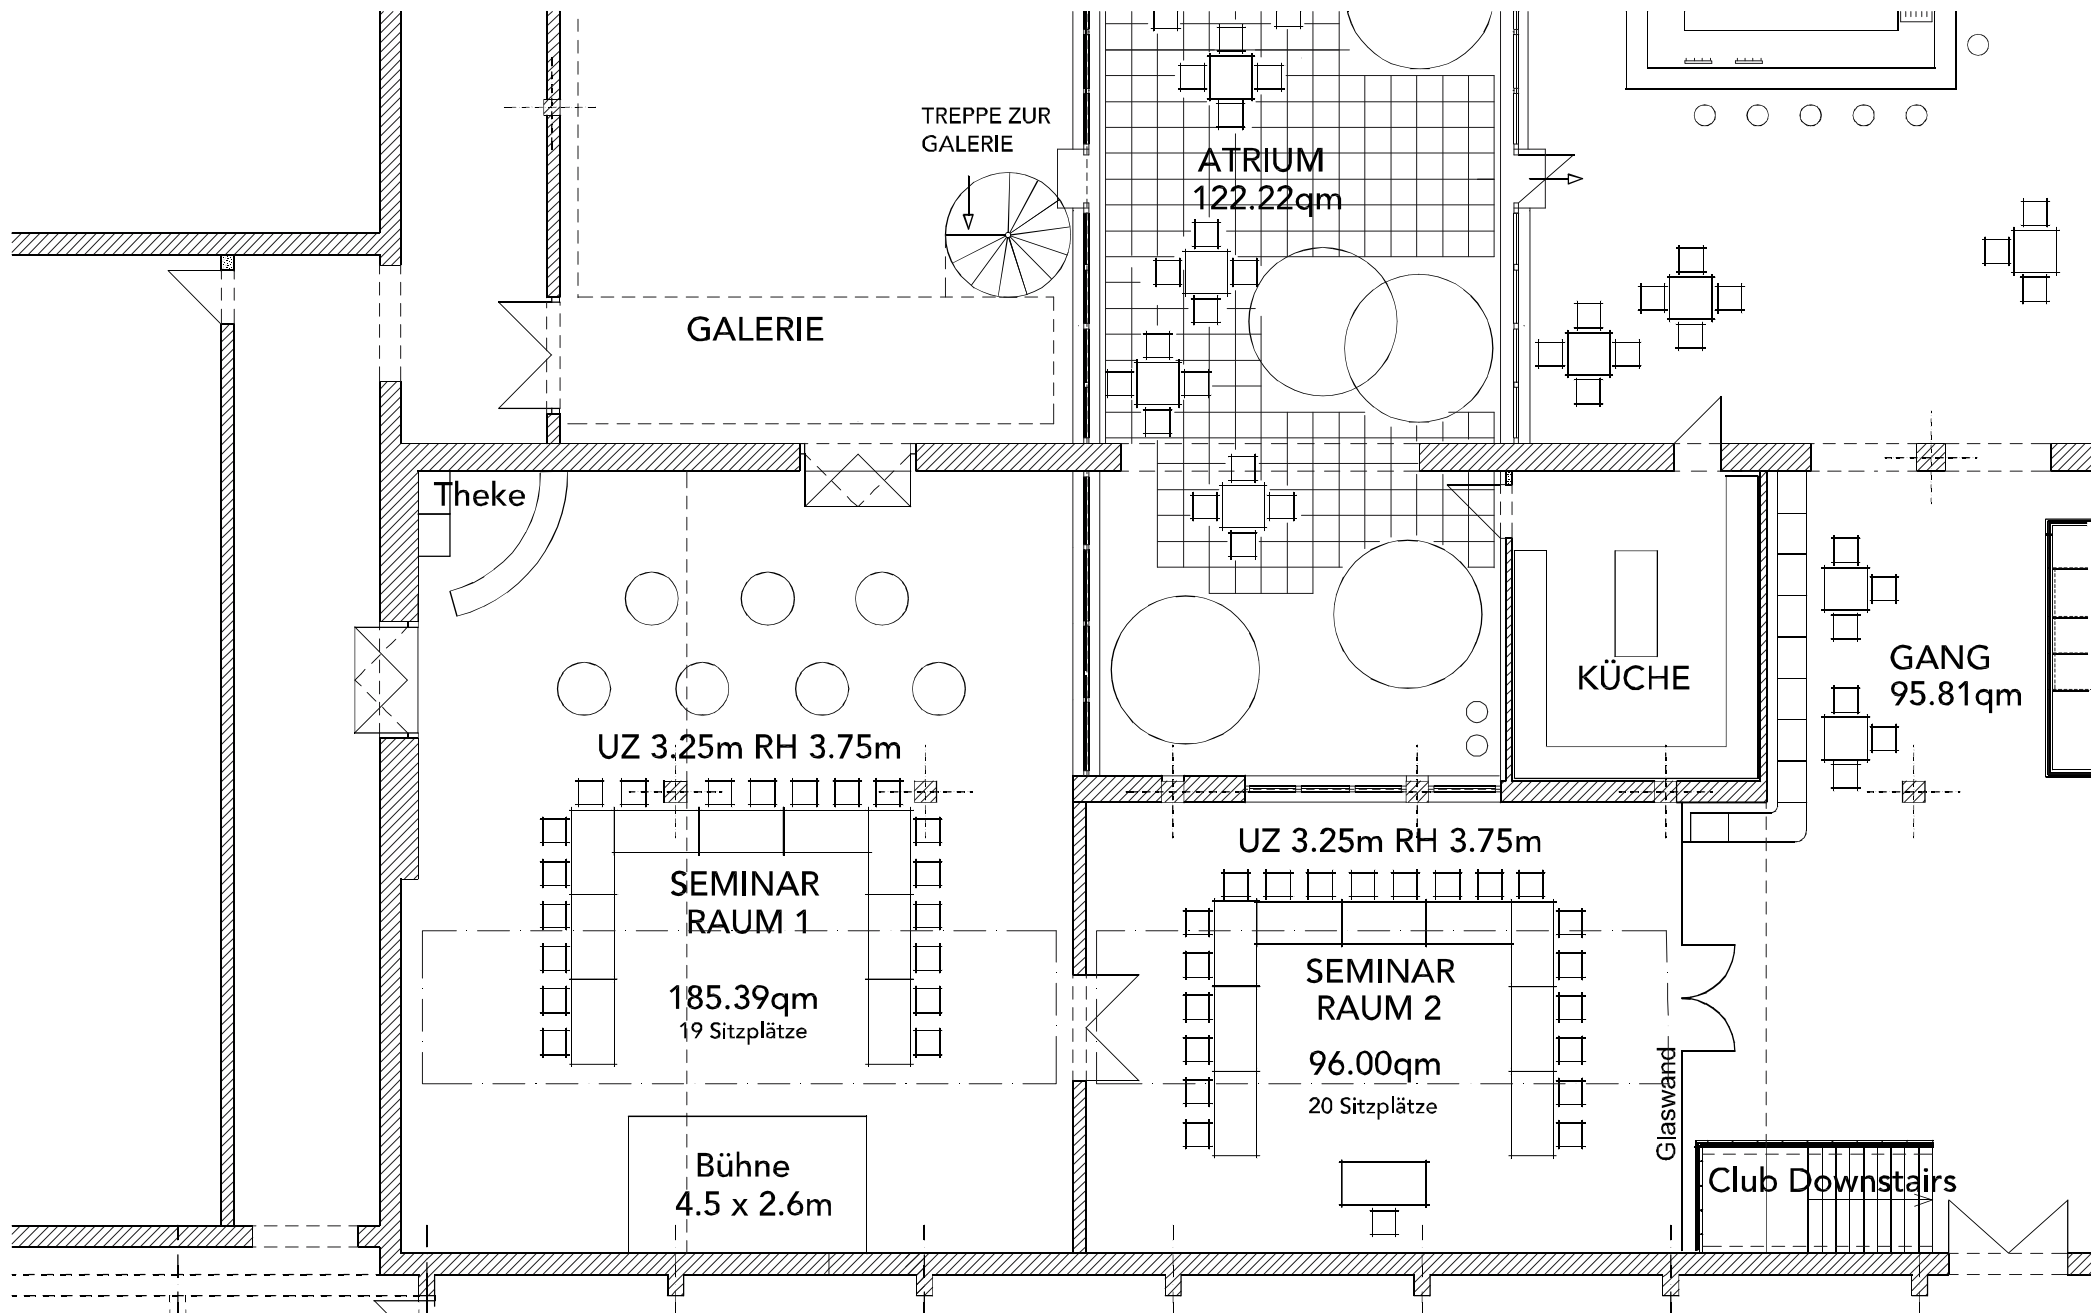 TREPPE ZUR
GALERIE
ATRIUM
122.22qm
GALERIE
Theke
KÜCHE
GANG
95.81qm
UZ 3.25m RH 3.75m
SEMINAR
RAUM 1
185.39qm
19 Sitzplätze
UZ 3.25m RH 3.75m
SEMINAR
RAUM 2
96.00qm
20 Sitzplätze
Glaswand
Bühne
4.5 x 2.6m
Club Downstairs